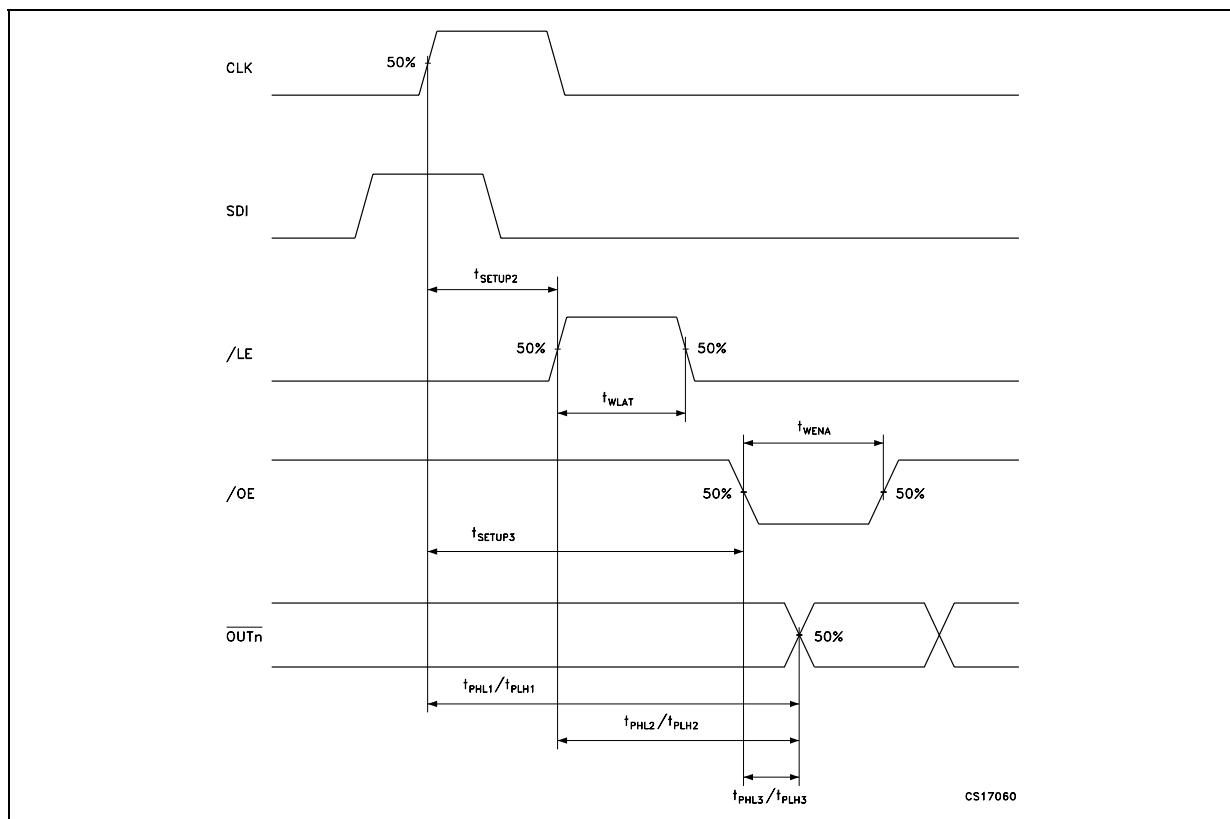 CLK
50%
SDI
tSETUP2
/LE
50%
50%
tWLAT
tWENA
/OE
50%
50%
tSETUP3
OUTn
50%
tPHL1/tPLH1
tPHL2/tPLH2
tPHL3/tPLH3
CS17060